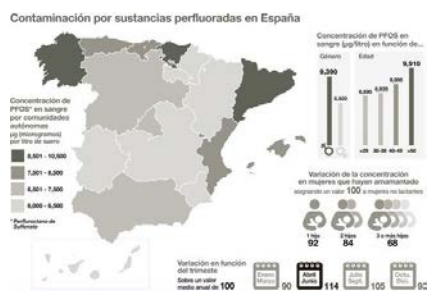 Contaminación por sustancias perfluoradas en España
Concentración de PFOS en
sangre (µg/litro) en función de...
Género
Edad
9,390
9,910
Concentración de
PFOS* en sangre
por comunidades
autónomas
µg (microgramos)
por litro de suero
8,501 - 10,500
7,501 - 8,500
6,501 - 7,500
6,000 - 6,500
* Perfluoroctano de
Sulfonato
Variación de la concentración
en mujeres que hayan amamantado
asignando un valor 100 a mujeres no lactantes
1 hijo
2 hijos
3 o más hijos
92
84
68
Variación en función
del trimestre
Sobre un valor
medio anual de 100
Enero
Marzo
90
Abril
Junio
114
Julio
Sept.
105
Octu.
Dici.